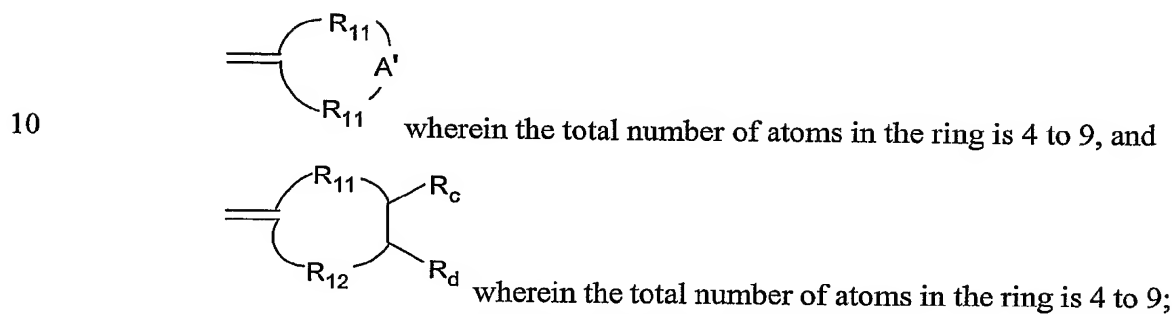 R11
A'
R11
10 wherein the total number of atoms in the ring is 4 to 9, and
R11 Rc
R12 Rd
wherein the total number of atoms in the ring is 4 to 9;